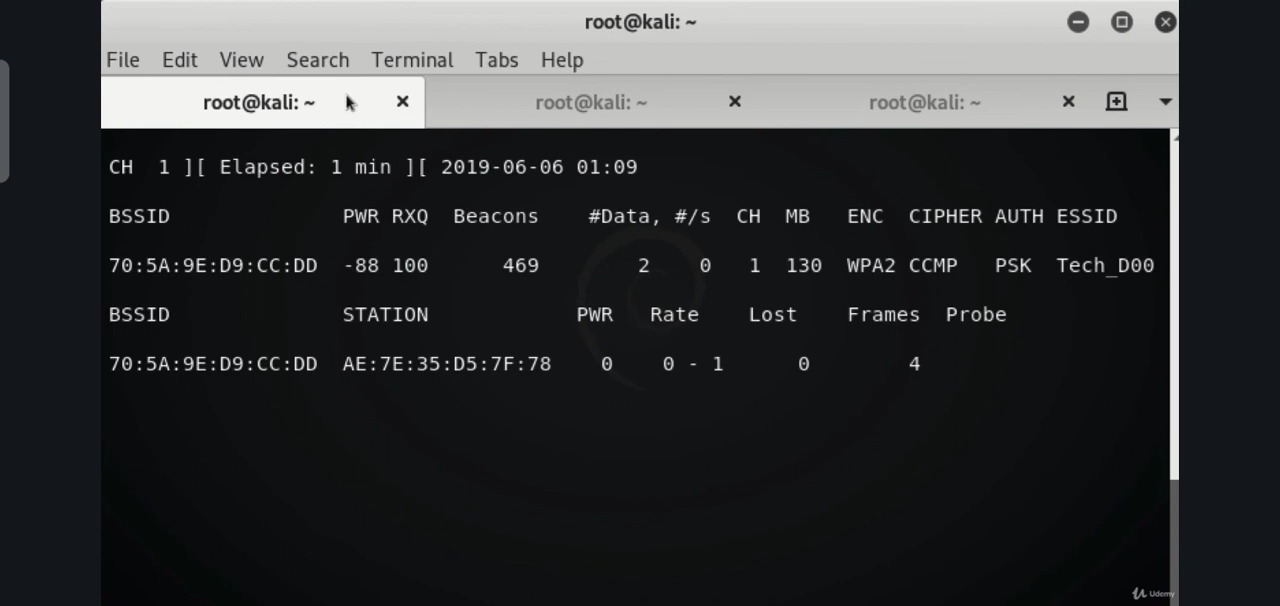 root@kali: ~
File Edit View Search Terminal Tabs Help
root@kali: ~ root@kali: ~ root@kali: ~
CH 1 ][ Elapsed: 1 min ][ 2019-06-06 01:09
BSSID PWR RXQ Beacons #Data, #/s CH MB ENC CIPHER AUTH ESSID
70:5A:9E:D9:CC:DD -88 100 469 2 0 1 130 WPA2 CCMP PSK Tech_D00
BSSID STATION PWR Rate Lost Frames Probe
70:5A:9E:D9:CC:DD AE:7E:35:D5:7F:78 0 0 - 1 0 4
Udemy